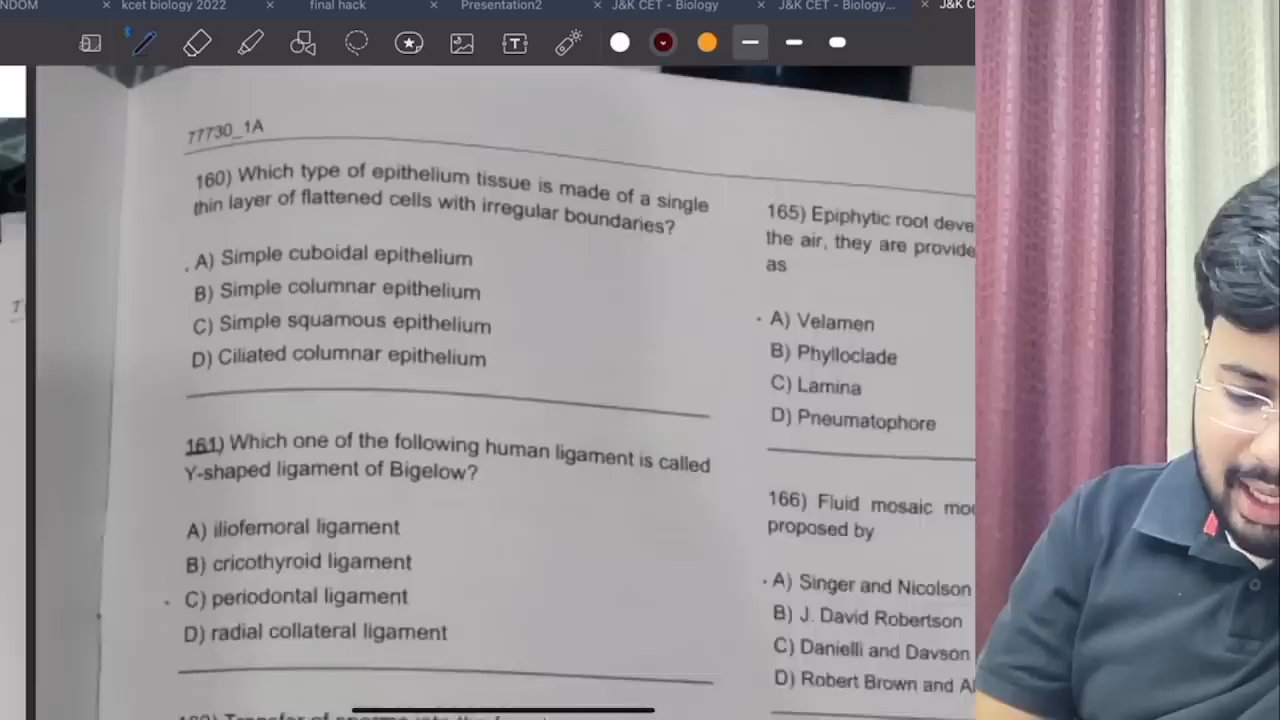 NDOM
kcet biology 2022
final hack
Presentation2
J&K CET - Biology
J&K CET - Biology...
J&K C
T
77730_1A
160) Which type of epithelium tissue is made of a single
thin layer of flattened cells with irregular boundaries?
A) Simple cuboidal epithelium
B) Simple columnar epithelium
C) Simple squamous epithelium
D) Ciliated columnar epithelium
161) Which one of the following human ligament is called
Y-shaped ligament of Bigelow?
A) iliofemoral ligament
B) cricothyroid ligament
C) periodontal ligament
D) radial collateral ligament
165) Epiphytic root deve
the air, they are provide
as
A) Velamen
B) Phylloclade
C) Lamina
D) Pneumatophore
166) Fluid mosaic mo
proposed by
A) Singer and Nicolson
B) J. David Robertson
C) Danielli and Davson
D) Robert Brown and A